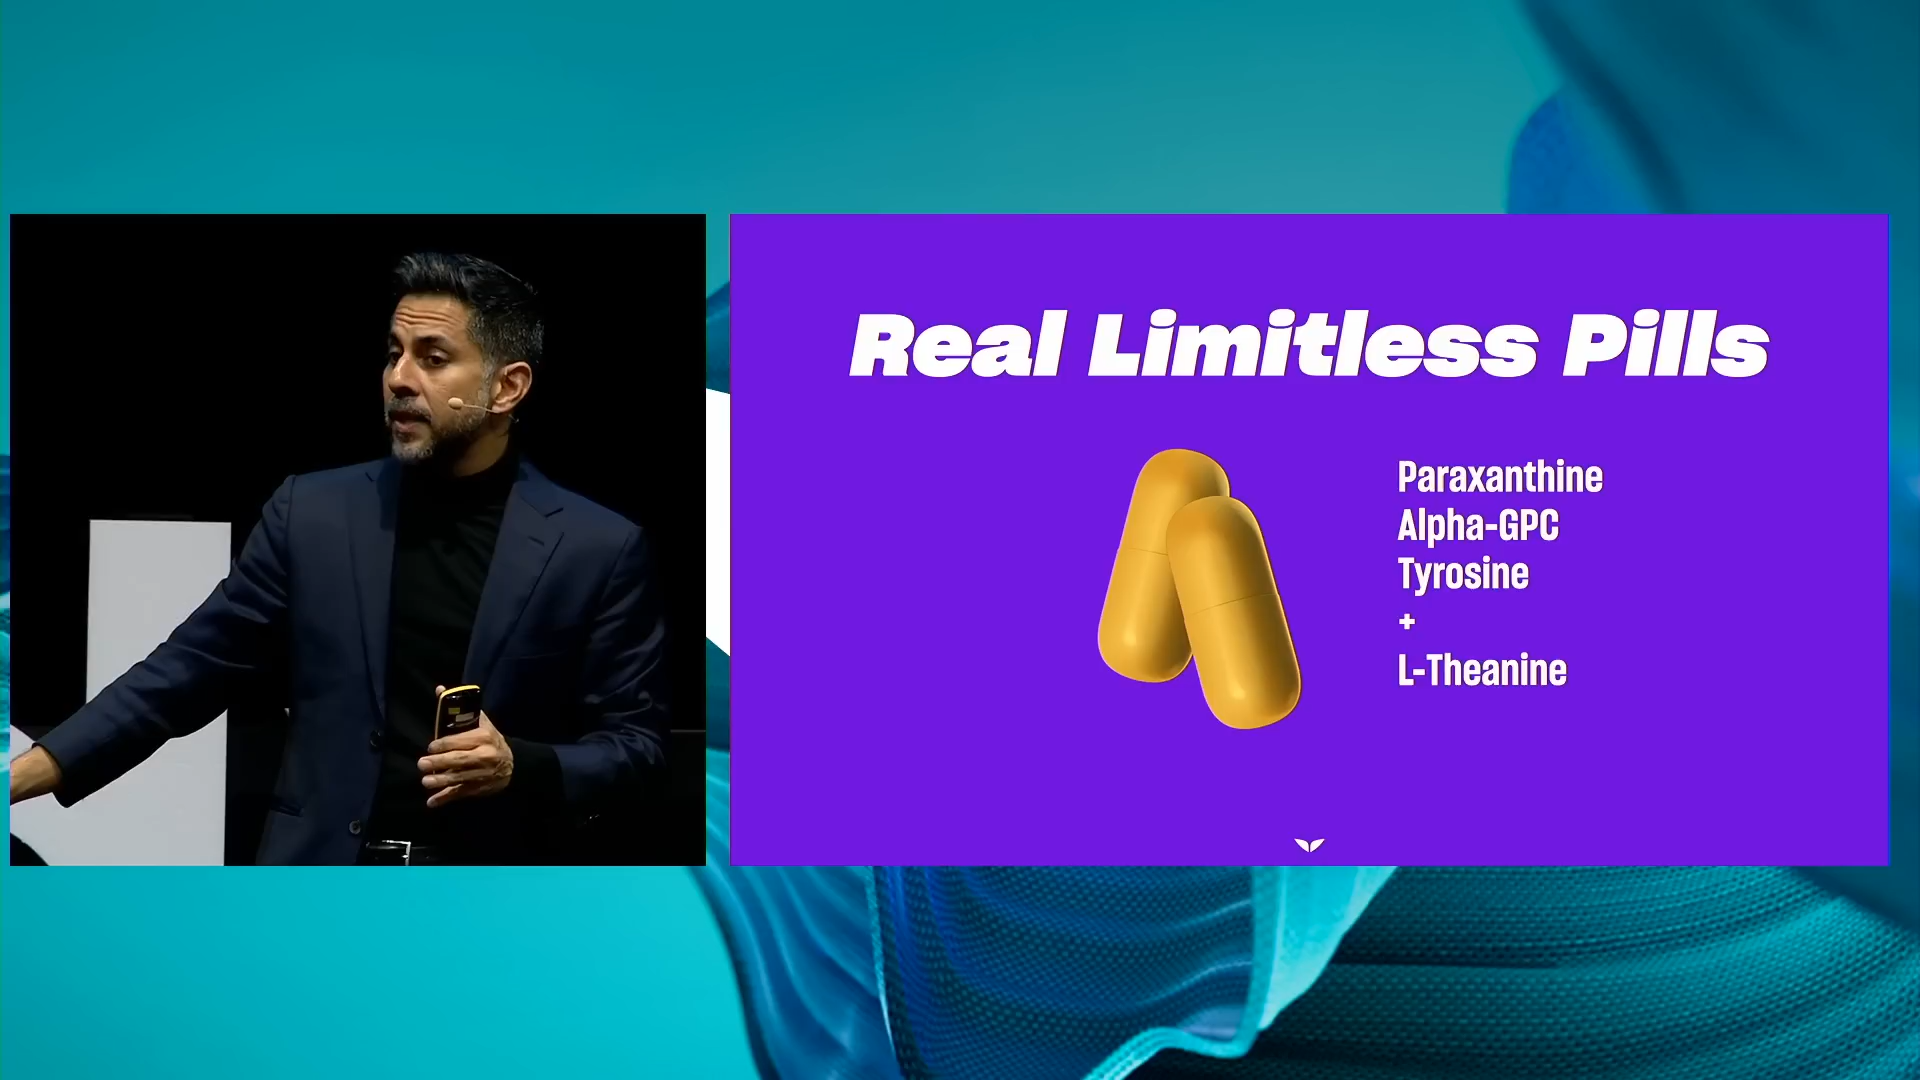 Real Limitless Pills
Paraxanthine
Alpha-GPC
Tyrosine
+
L-Theanine